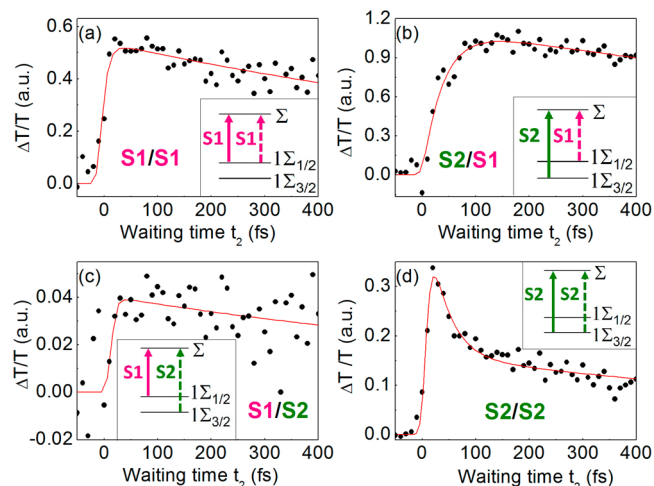 (a)
0.6
0.4
0.2
0.0
ΔT/T (a.u.)
S1/S1
S1 S1
Σ
1Σ1/2
1Σ3/2
0 100 200 300 400
Waiting time t2 (fs)
(b)
1.2
0.9
0.6
0.3
0.0
ΔT/T (a.u.)
S2/S1
S2 S1
Σ
1Σ1/2
1Σ3/2
0 100 200 300 400
Waiting time t2 (fs)
(c)
0.04
0.02
0.00
-0.02
ΔT/T (a.u.)
S1 S2
Σ
1Σ1/2
1Σ3/2
S1/S2
0 100 200 300 400
Waiting time t2 (fs)
(d)
0.3
0.2
0.1
0.0
ΔT/T (a.u.)
S2 S2
Σ
1Σ1/2
1Σ3/2
S2/S2
0 100 200 300 400
Waiting time t2 (fs)